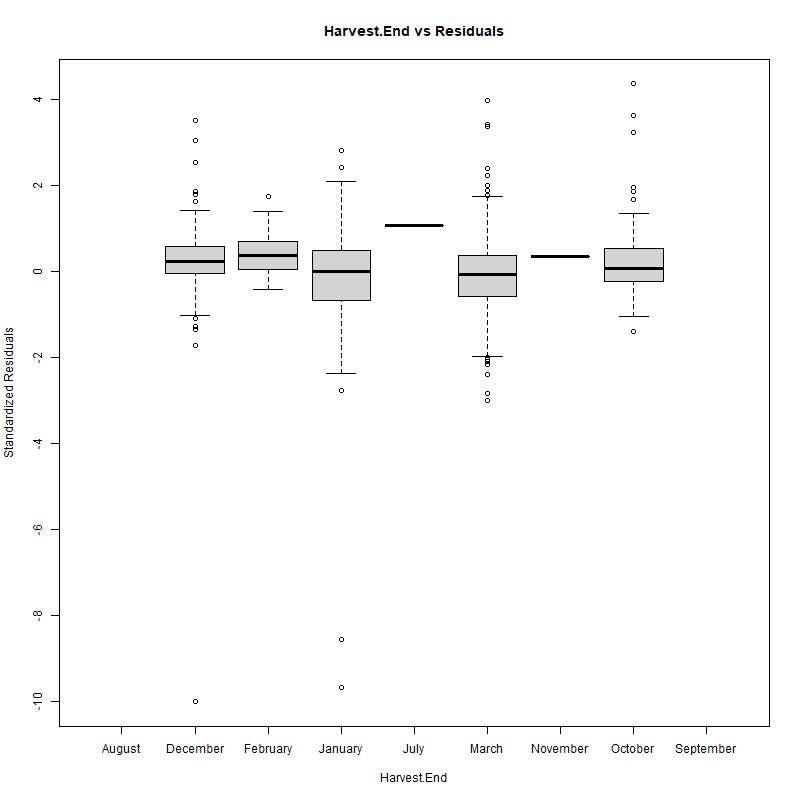 Harvest.End vs Residuals
Standardized Residuals
4
2
0
-2
-4
-6
-8
-10
August December February January July March November October September
Harvest.End